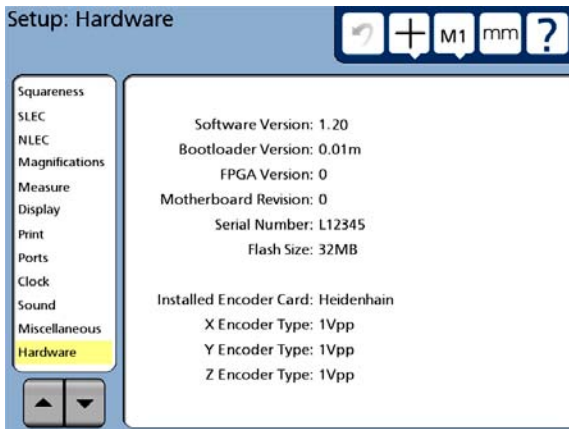 Setup: Hardware
M1
mm
?
Squareness
SLEC
NLEC
Magnifications
Measure
Display
Print
Ports
Clock
Sound
Miscellaneous
Hardware
Software Version: 1.20
Bootloader Version: 0.01m
FPGA Version: 0
Motherboard Revision: 0
Serial Number: L12345
Flash Size: 32MB
Installed Encoder Card: Heidenhain
X Encoder Type: 1Vpp
Y Encoder Type: 1Vpp
Z Encoder Type: 1Vpp